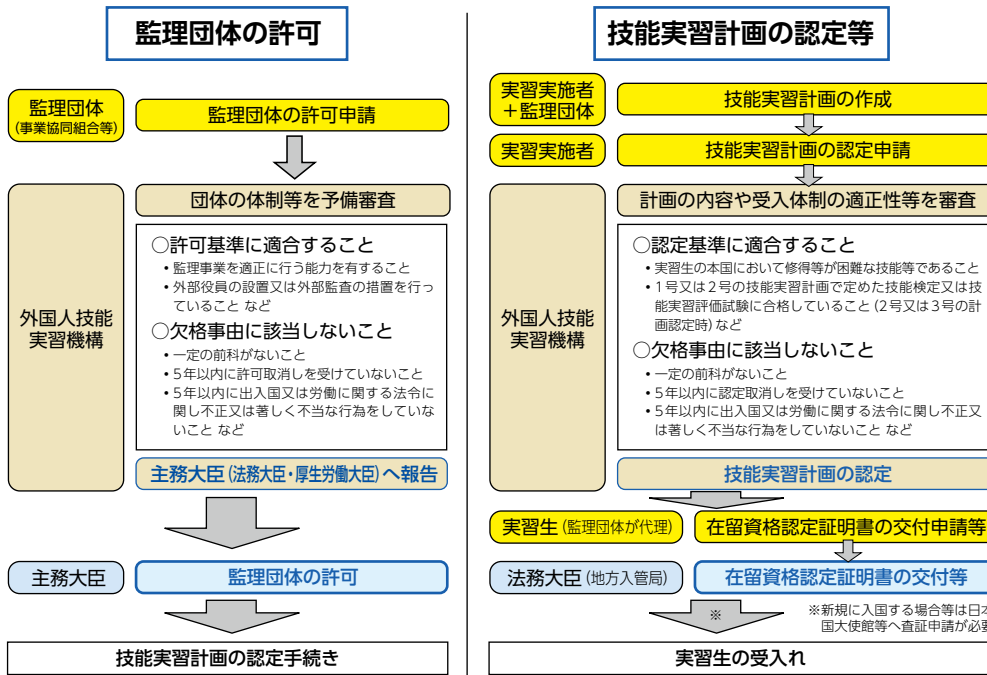 監理団体の許可
監理団体
(事業協同組合等)
監理団体の許可申請
外国人技能
実習機構
団体の体制等を予備審査
○許可基準に適合すること
• 監理事業を適正に行う能力を有すること
• 外部役員の設置又は外部監査の措置を行っ
ていること など
○欠格事由に該当しないこと
• 一定の前科がないこと
• 5年以内に許可取消しを受けていないこと
• 5年以内に出入国又は労働に関する法令に
関し不正又は著しく不当な行為をしていな
いこと など
主務大臣(法務大臣・厚生労働大臣)へ報告
主務大臣
監理団体の許可
技能実習計画の認定手続き
技能実習計画の認定等
実習実施者
＋監理団体
技能実習計画の作成
実習実施者
技能実習計画の認定申請
外国人技能
実習機構
計画の内容や受入体制の適正性等を審査
○認定基準に適合すること
• 実習生の本国において修得等が困難な技能等であること
• 1号又は2号の技能実習計画で定めた技能検定又は技
能実習評価試験に合格していること(2号又は3号の計
画認定時)など
○欠格事由に該当しないこと
• 一定の前科がないこと
• 5年以内に認定取消しを受けていないこと
• 5年以内に出入国又は労働に関する法令に関し不正又
は著しく不当な行為をしていないこと など
技能実習計画の認定
実習生(監理団体が代理)
在留資格認定証明書の交付申請等
法務大臣(地方入管局)
在留資格認定証明書の交付等
※
※新規に入国する場合等は日本
国大使館等へ査証申請が必要
実習生の受入れ